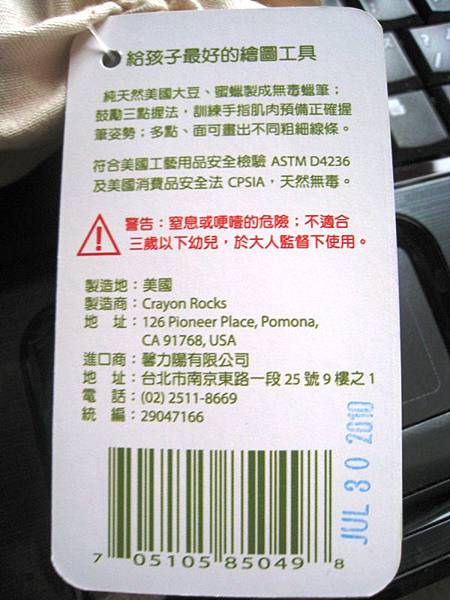 給孩子最好的繪圖工具
純天然美國大豆、蜜蠟製成無毒蠟筆；
鼓勵三點握法，訓練手指肌肉預備正確握
筆姿勢；多點、面可畫出不同粗細線條。
符合美國工藝用品安全檢驗 ASTM D4236
及美國消費品安全法 CPSIA，天然無毒。
警告：窒息或哽噎的危險；不適合
三歲以下幼兒，於大人監督下使用。
製造地：美國
製造商：Crayon Rocks
地　址：126 Pioneer Place, Pomona,
CA 91768, USA
進口商：馨力陽有限公司
地　址：台北市南京東路一段 25 號 9 樓之 1
電　話：(02) 2511-8669
統　編：29047166
7 05105 85049 8
JUL 3 0 2010